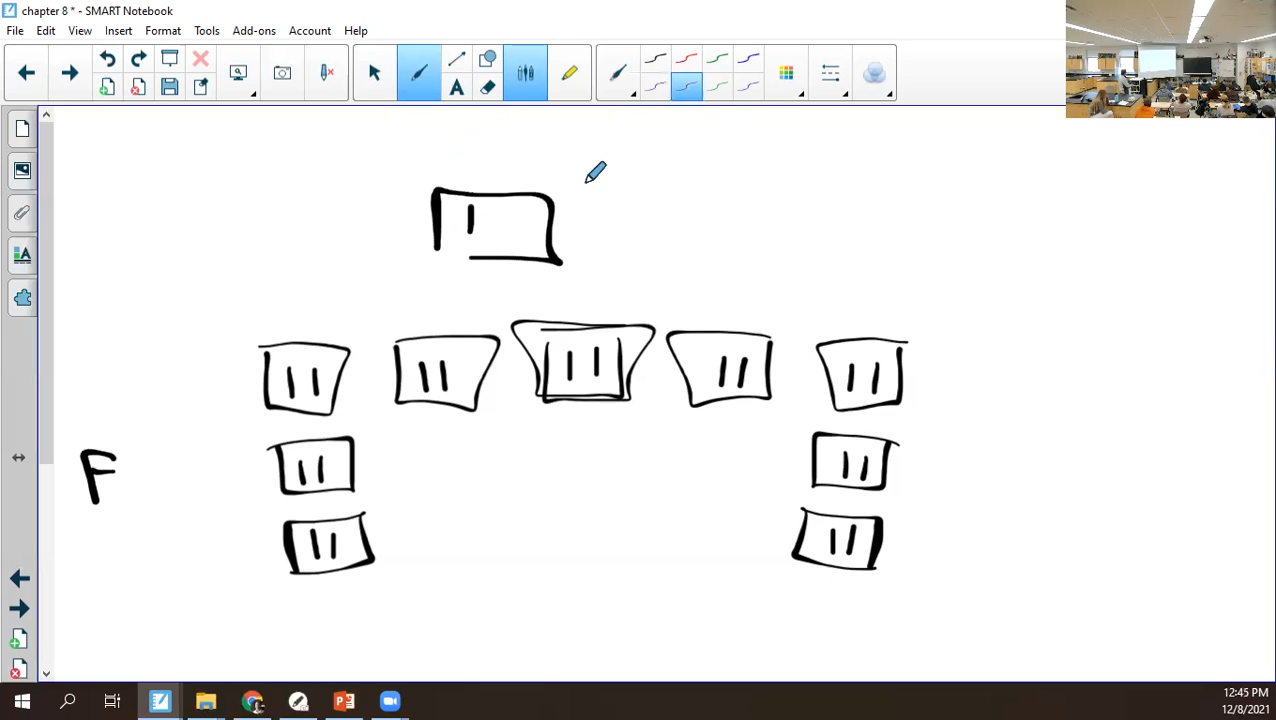 chapter 8 * - SMART Notebook
File Edit View Insert Format Tools Add-ons Account Help
F
12:45 PM
12/8/2021